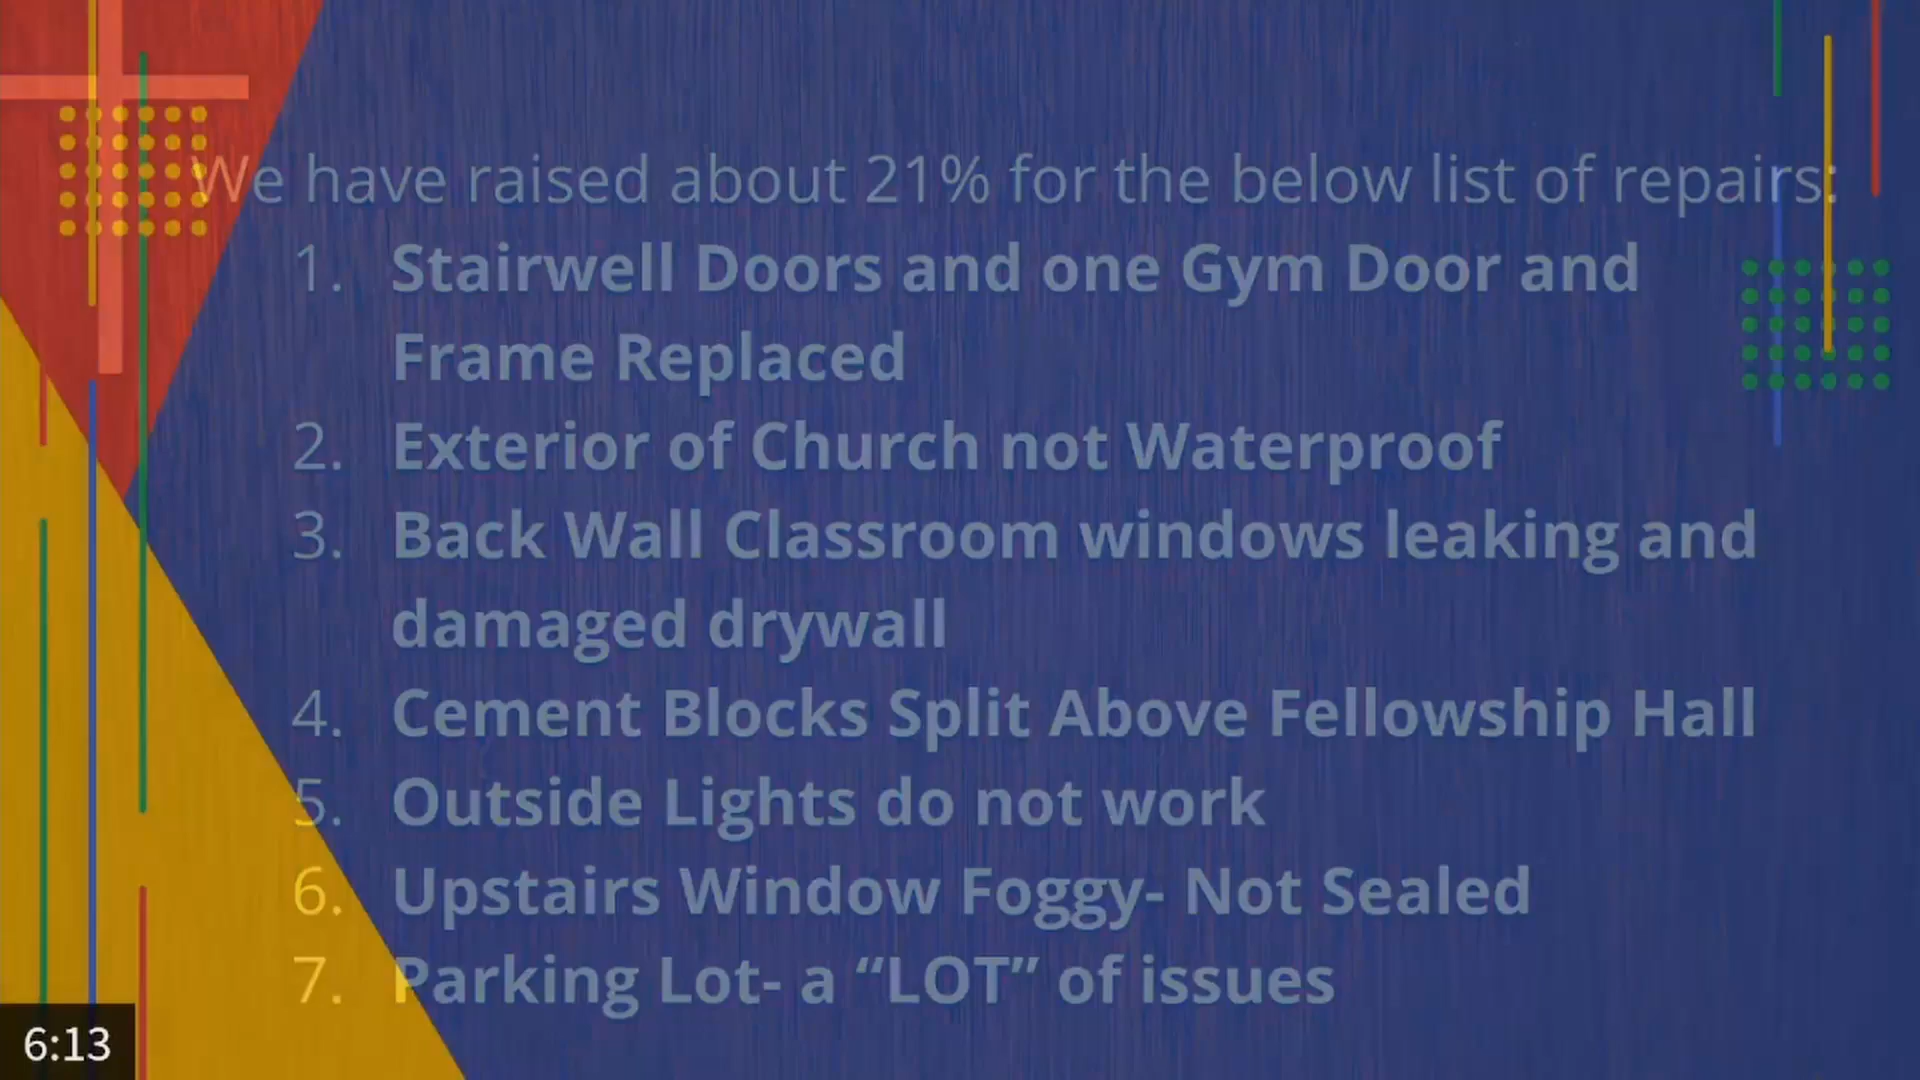 We have raised about 21% for the below list of repairs:
1. Stairwell Doors and one Gym Door and
Frame Replaced
2. Exterior of Church not Waterproof
3. Back Wall Classroom windows leaking and
damaged drywall
4. Cement Blocks Split Above Fellowship Hall
5. Outside Lights do not work
6. Upstairs Window Foggy- Not Sealed
7. Parking Lot- a “LOT” of issues
6:13